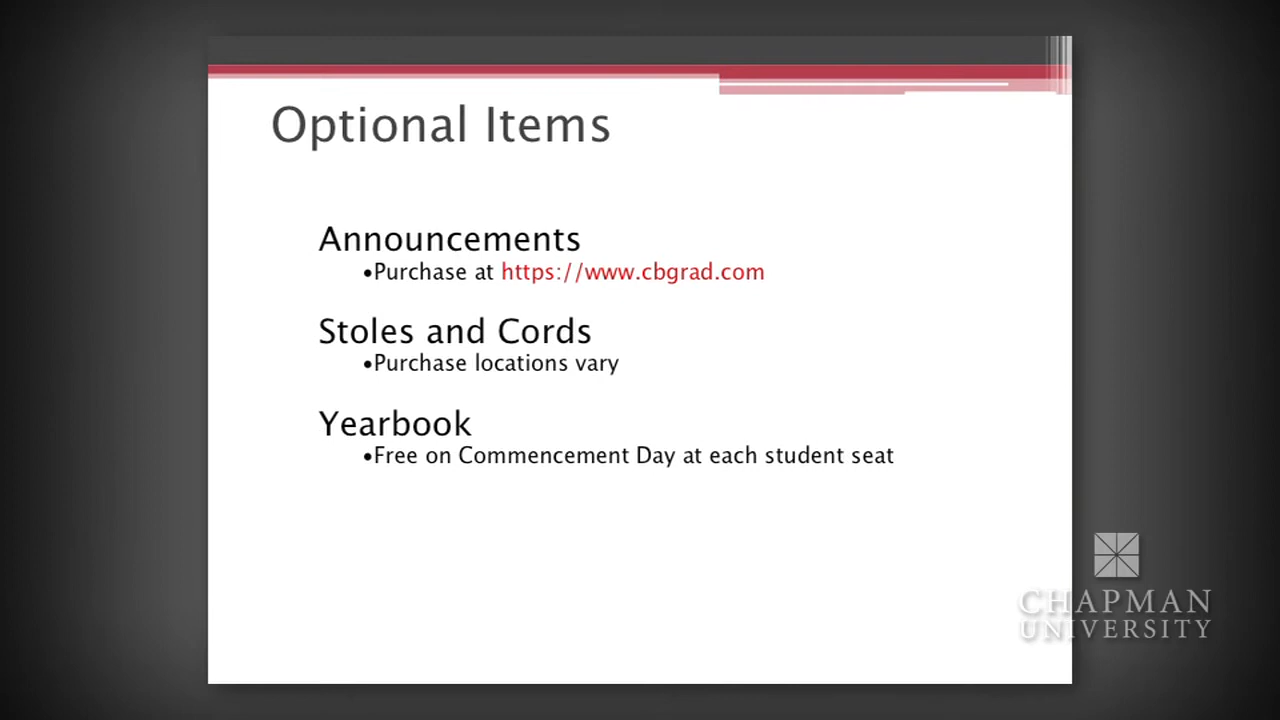 Optional Items
Announcements
•Purchase at https://www.cbgrad.com
Stoles and Cords
•Purchase locations vary
Yearbook
•Free on Commencement Day at each student seat
CHAPMAN
UNIVERSITY